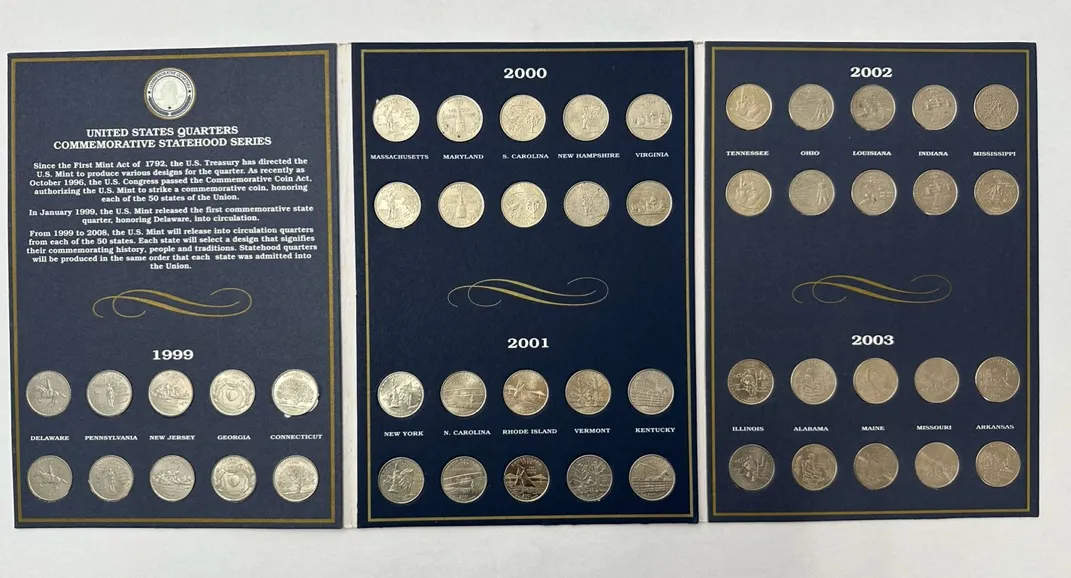 UNITED STATES QUARTERS
COMMEMORATIVE STATEHOOD SERIES
Since the First Mint Act of 1792, the U.S. Treasury has directed the
U.S. Mint to produce various designs for the quarter. As recently as
October 1996, the U.S. Congress passed the Commemorative Coin Act,
authorizing the U.S. Mint to strike a commemorative coin, honoring
each of the 50 states of the Union.
In January 1999, the U.S. Mint released the first commemorative state
quarter, honoring Delaware, into circulation.
From 1999 to 2008, the U.S. Mint will release into circulation quarters
from each of the 50 states. Each state will select a design that signifies
their commemorating history, people and traditions. Statehood quarters
will be produced in the same order that each state was admitted into
the Union.
1999
DELAWARE PENNSYLVANIA NEW JERSEY GEORGIA CONNECTICUT
2000
MASSACHUSETTS MARYLAND S. CAROLINA NEW HAMPSHIRE VIRGINIA
2001
NEW YORK N. CAROLINA RHODE ISLAND VERMONT KENTUCKY
2002
TENNESSEE OHIO LOUISIANA INDIANA MISSISSIPPI
2003
ILLINOIS ALABAMA MAINE MISSOURI ARKANSAS